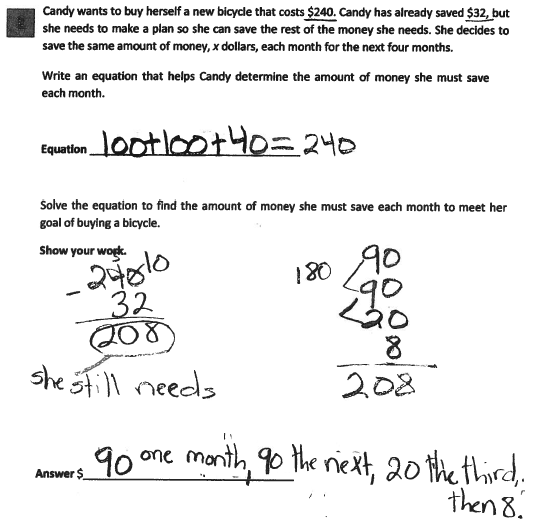 Candy wants to buy herself a new bicycle that costs $240. Candy has already saved $32, but
she needs to make a plan so she can save the rest of the money she needs. She decides to
save the same amount of money, x dollars, each month for the next four months.
Write an equation that helps Candy determine the amount of money she must save
each month.
Equation 100+100+40=240
Solve the equation to find the amount of money she must save each month to meet her
goal of buying a bicycle.
Show your work.
10
- 240
32
208
she still needs
180
90
90
20
8
208
Answer $ 90 one month, 90 the next, 20 the third,
then 8.